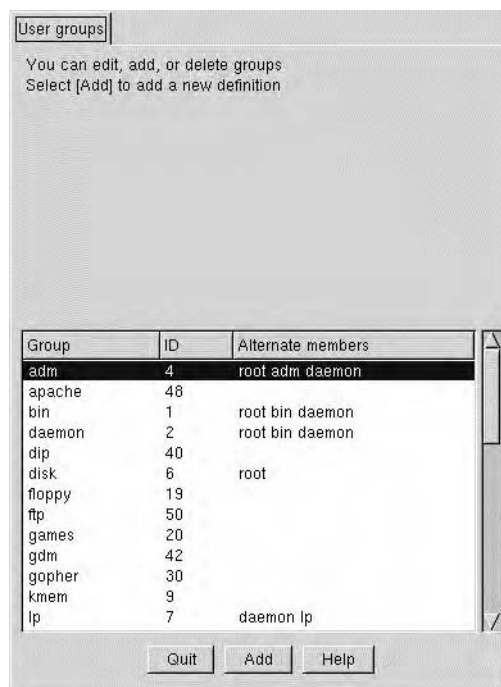 User groups
You can edit, add, or delete groups
Select [Add] to add a new definition
Group ID Alternate members
adm 4 root adm daemon
apache 48
bin 1 root bin daemon
daemon 2 root bin daemon
dip 40
disk 6 root
floppy 19
ftp 50
games 20
gdm 42
gopher 30
kmem 9
lp 7 daemon lp
Quit Add Help